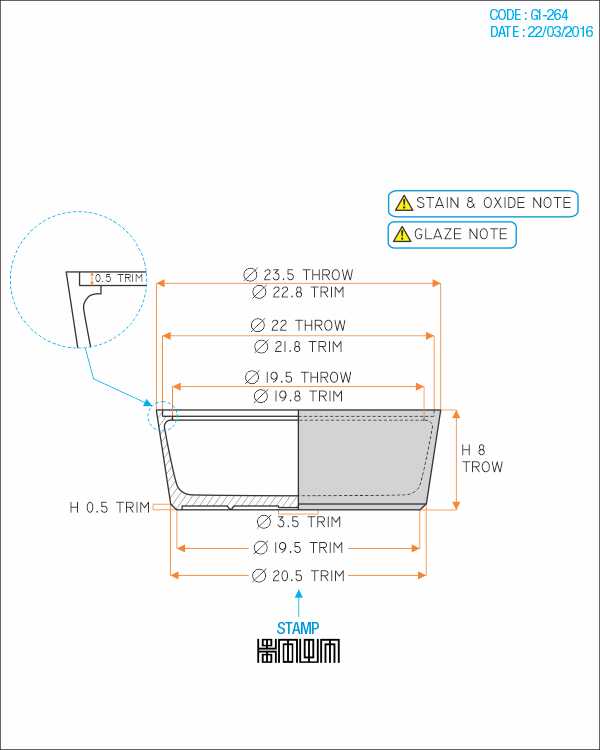 CODE : GI-264
DATE : 22/03/2016
STAIN & OXIDE NOTE
GLAZE NOTE
0.5 TRIM
Ø 23.5 THROW
Ø 22.8 TRIM
Ø 22 THROW
Ø 21.8 TRIM
Ø 19.5 THROW
Ø 19.8 TRIM
H 8
TROW
H 0.5 TRIM
Ø 3.5 TRIM
Ø 19.5 TRIM
Ø 20.5 TRIM
STAMP